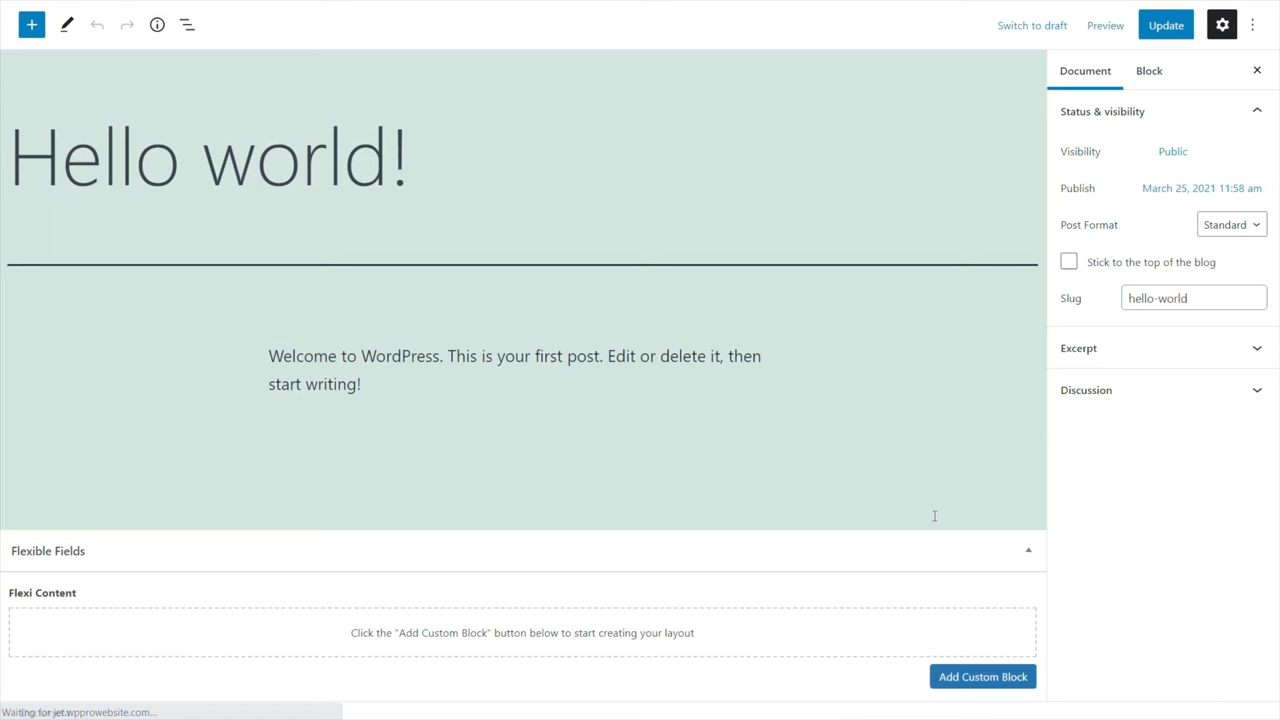 Switch to draft
Preview
Update
Hello world!
Welcome to WordPress. This is your first post. Edit or delete it, then
start writing!
Document
Block
Status & visibility
Visibility
Public
Publish
March 25, 2021 11:58 am
Post Format
Standard
Stick to the top of the blog
Slug
hello-world
Excerpt
Discussion
Flexible Fields
Flexi Content
Click the "Add Custom Block" button below to start creating your layout
Add Custom Block
Waiting for jet.wpprowebsite.com...